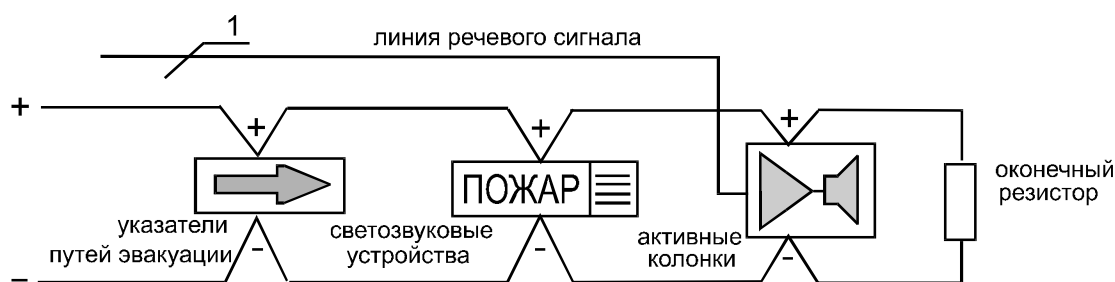 1
линия речевого сигнала
+
+
+
+
ПОЖАР
оконечный
резистор
указатели
путей эвакуации
светозвуковые
устройства
активные
колонки
-
-
-
–